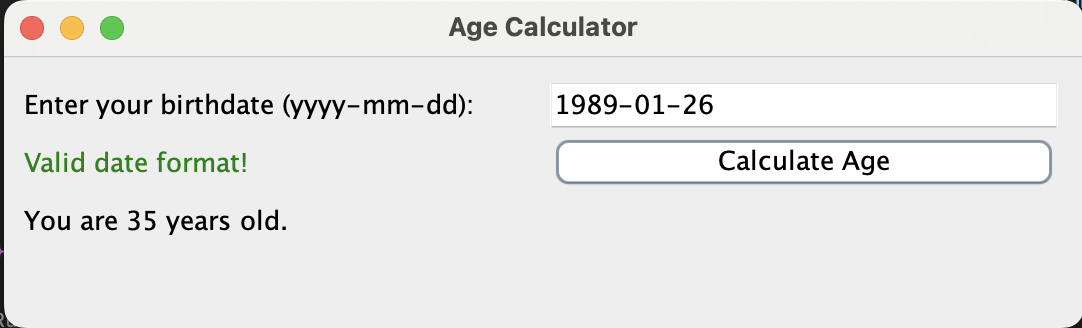 Age Calculator
Enter your birthdate (yyyy-mm-dd): 1989-01-26
Valid date format! Calculate Age
You are 35 years old.